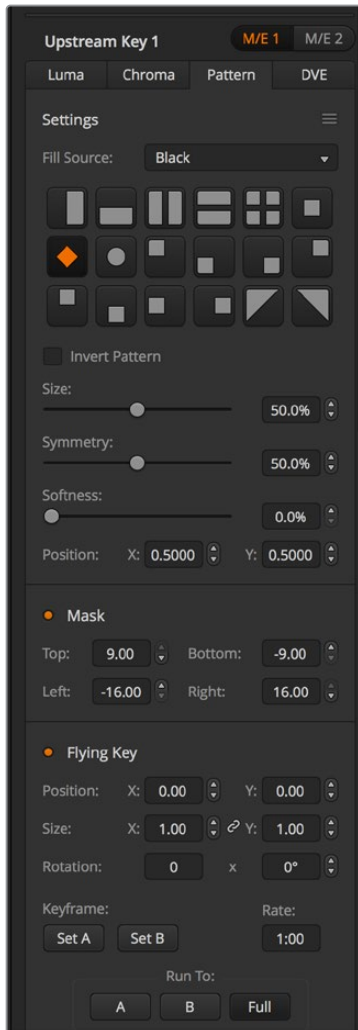 Upstream Key 1 M/E 1 M/E 2
Luma Chroma Pattern DVE
Settings
Fill Source: Black
Invert Pattern
Size:
50.0%
Symmetry:
50.0%
Softness:
0.0%
Position: X: 0.5000 Y: 0.5000
Mask
Top: 9.00 Bottom: -9.00
Left: -16.00 Right: 16.00
Flying Key
Position: X: 0.00 Y: 0.00
Size: X: 1.00 Y: 1.00
Rotation: 0 x 0°
Keyframe: Rate:
Set A Set B 1:00
Run To:
A B Full